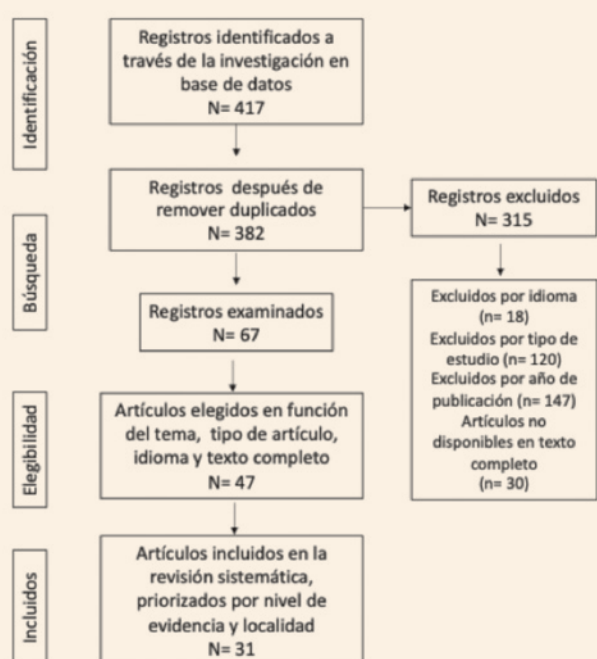 Identificación
Registros identificados a
través de la investigación en
base de datos
N= 417
Búsqueda
Registros  después de
remover duplicados
N= 382
Registros excluidos
N= 315
Registros examinados
N= 67
Excluidos por idioma
(n= 18)
Excluidos por tipo de
estudio (n= 120)
Excluidos por año de
publicación (n= 147)
Artículos no
disponibles en texto
completo
(n= 30)
Elegibilidad
Artículos elegidos en función
del tema,  tipo de artículo,
idioma y texto completo
N= 47
Incluidos
Artículos incluidos en la
revisión sistemática,
priorizados por nivel de
evidencia y localidad
N= 31